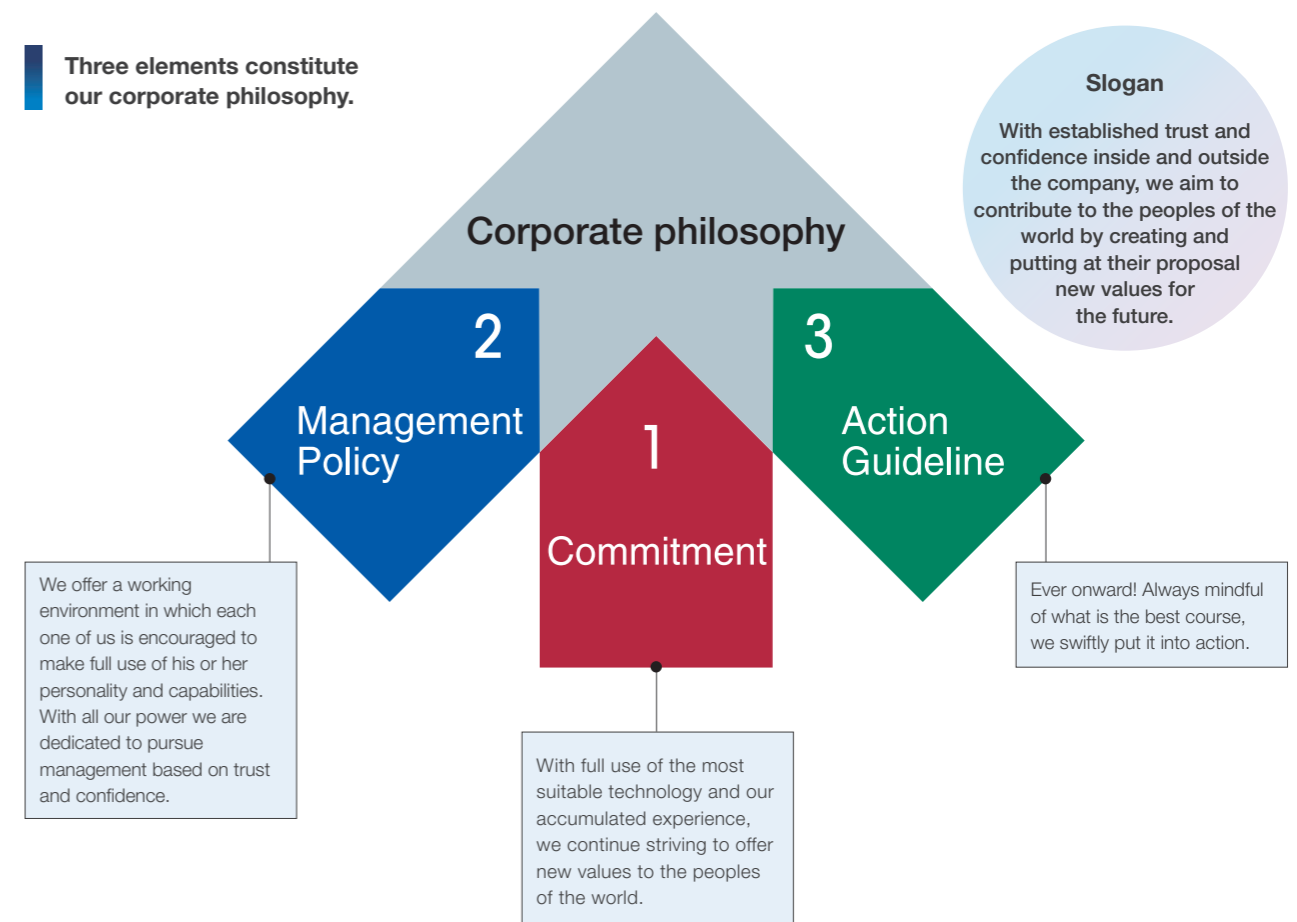 Three elements constitute
our corporate philosophy.
Slogan
With established trust and
confidence inside and outside
the company, we aim to
contribute to the peoples of the
world by creating and
putting at their proposal
new values for
the future.
Corporate philosophy
2
Management
Policy
1
Commitment
3
Action
Guideline
We offer a working
environment in which each
one of us is encouraged to
make full use of his or her
personality and capabilities.
With all our power we are
dedicated to pursue
management based on trust
and confidence.
With full use of the most
suitable technology and our
accumulated experience,
we continue striving to offer
new values to the peoples
of the world.
Ever onward! Always mindful
of what is the best course,
we swiftly put it into action.